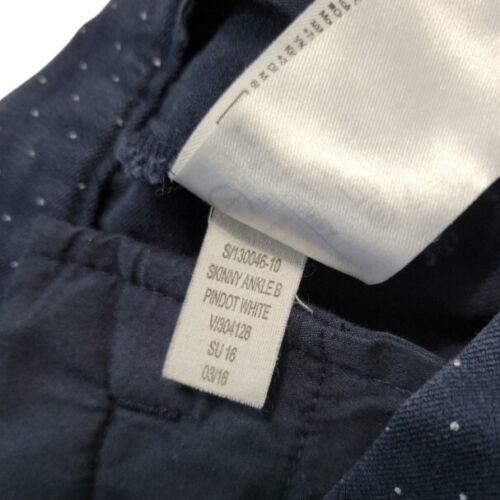 S/130046-10
SKINNY ANKLE B
PINDOT WHITE
V/304128
SU 16
03/16